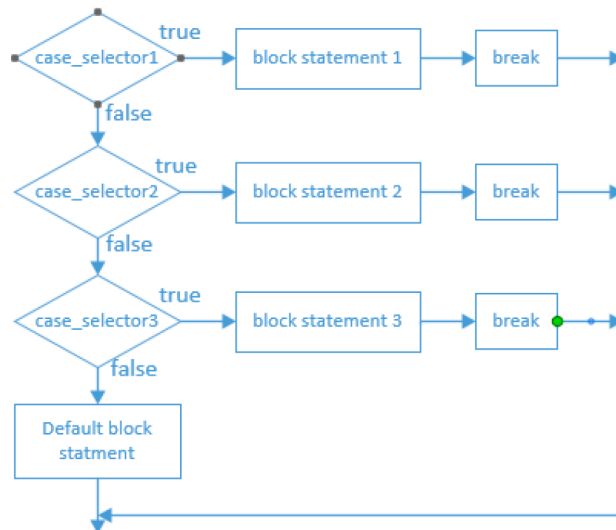 true
case_selector1
block statement 1
break
false
true
case_selector2
block statement 2
break
false
true
case_selector3
block statement 3
break
false
Default block
statment